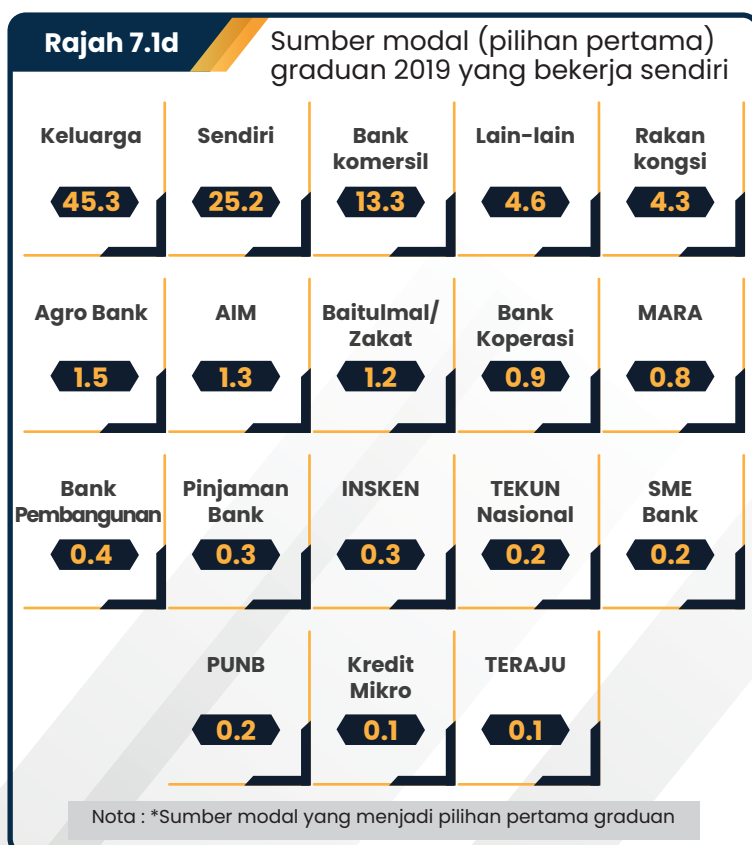 Rajah 7.1d
Sumber modal (pilihan pertama)
graduan 2019 yang bekerja sendiri
Keluarga
45.3
Sendiri
25.2
Bank
komersil
13.3
Lain-lain
4.6
Rakan
kongsi
4.3
Agro Bank
1.5
AIM
1.3
Baitulmal/
Zakat
1.2
Bank
Koperasi
0.9
MARA
0.8
Bank
Pembangunan
0.4
Pinjaman
Bank
0.3
INSKEN
0.3
TEKUN
Nasional
0.2
SME
Bank
0.2
PUNB
0.2
Kredit
Mikro
0.1
TERAJU
0.1
Nota : *Sumber modal yang menjadi pilihan pertama graduan